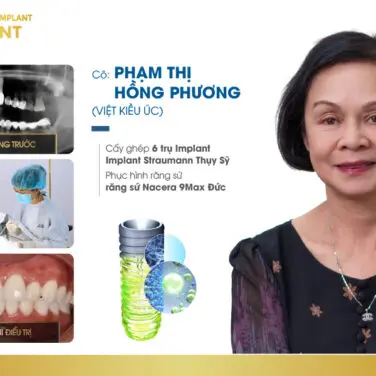 IMPLANT
NT
Cô: PHẠM THỊ
HỒNG PHƯƠNG
(VIỆT KIỀU ÚC)
NG TRƯỚC
Cấy ghép 6 trụ Implant
Implant Straumann Thụy Sỹ
Phục hình răng sứ
răng sứ Nacera 9Max Đức
ĐIỀU TRỊ